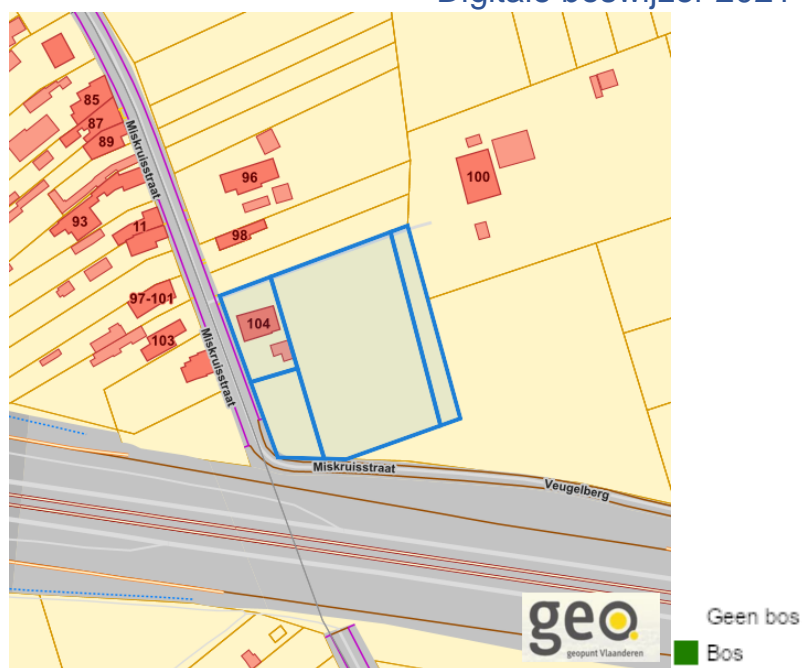 85
87
89
Miskruisstraat
96
100
93
11
98
97-101
104
103
Miskruisstraat
Miskruisstraat
Veugelberg
geo.
geopunt Vlaanderen
Geen bos
Bos